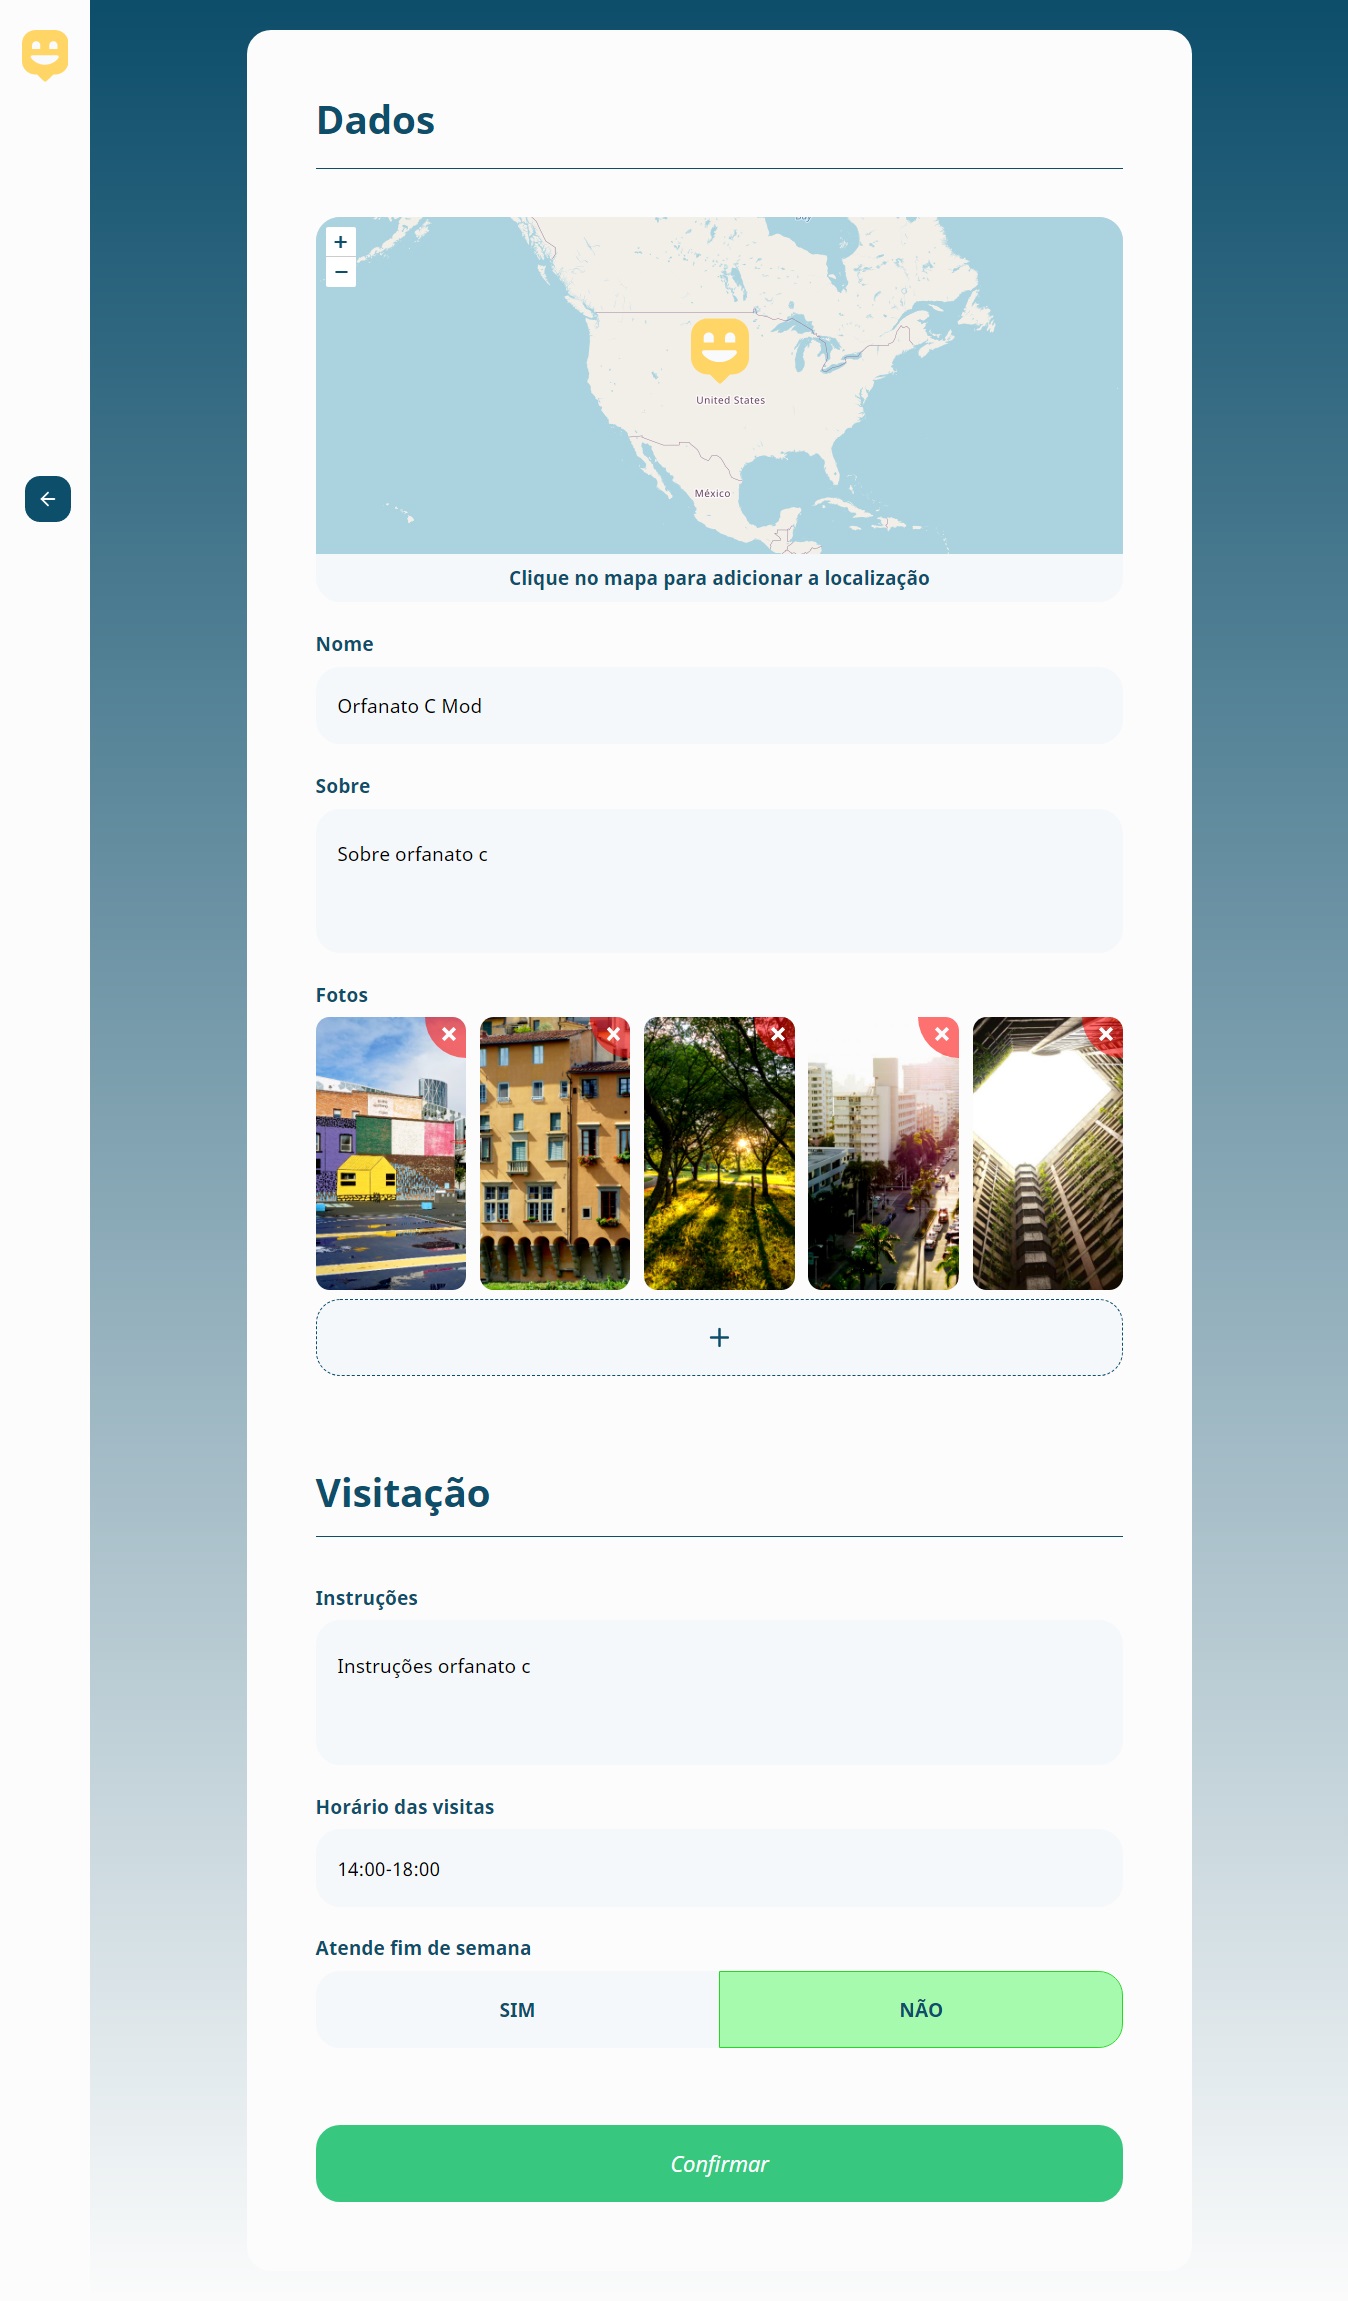 Dados
+
−
United States
México
Clique no mapa para adicionar a localização
Nome
Orfanato C Mod
Sobre
Sobre orfanato c
Fotos
+
Visitação
Instruções
Instruções orfanato c
Horário das visitas
14:00-18:00
Atende fim de semana
SIM
NÃO
Confirmar